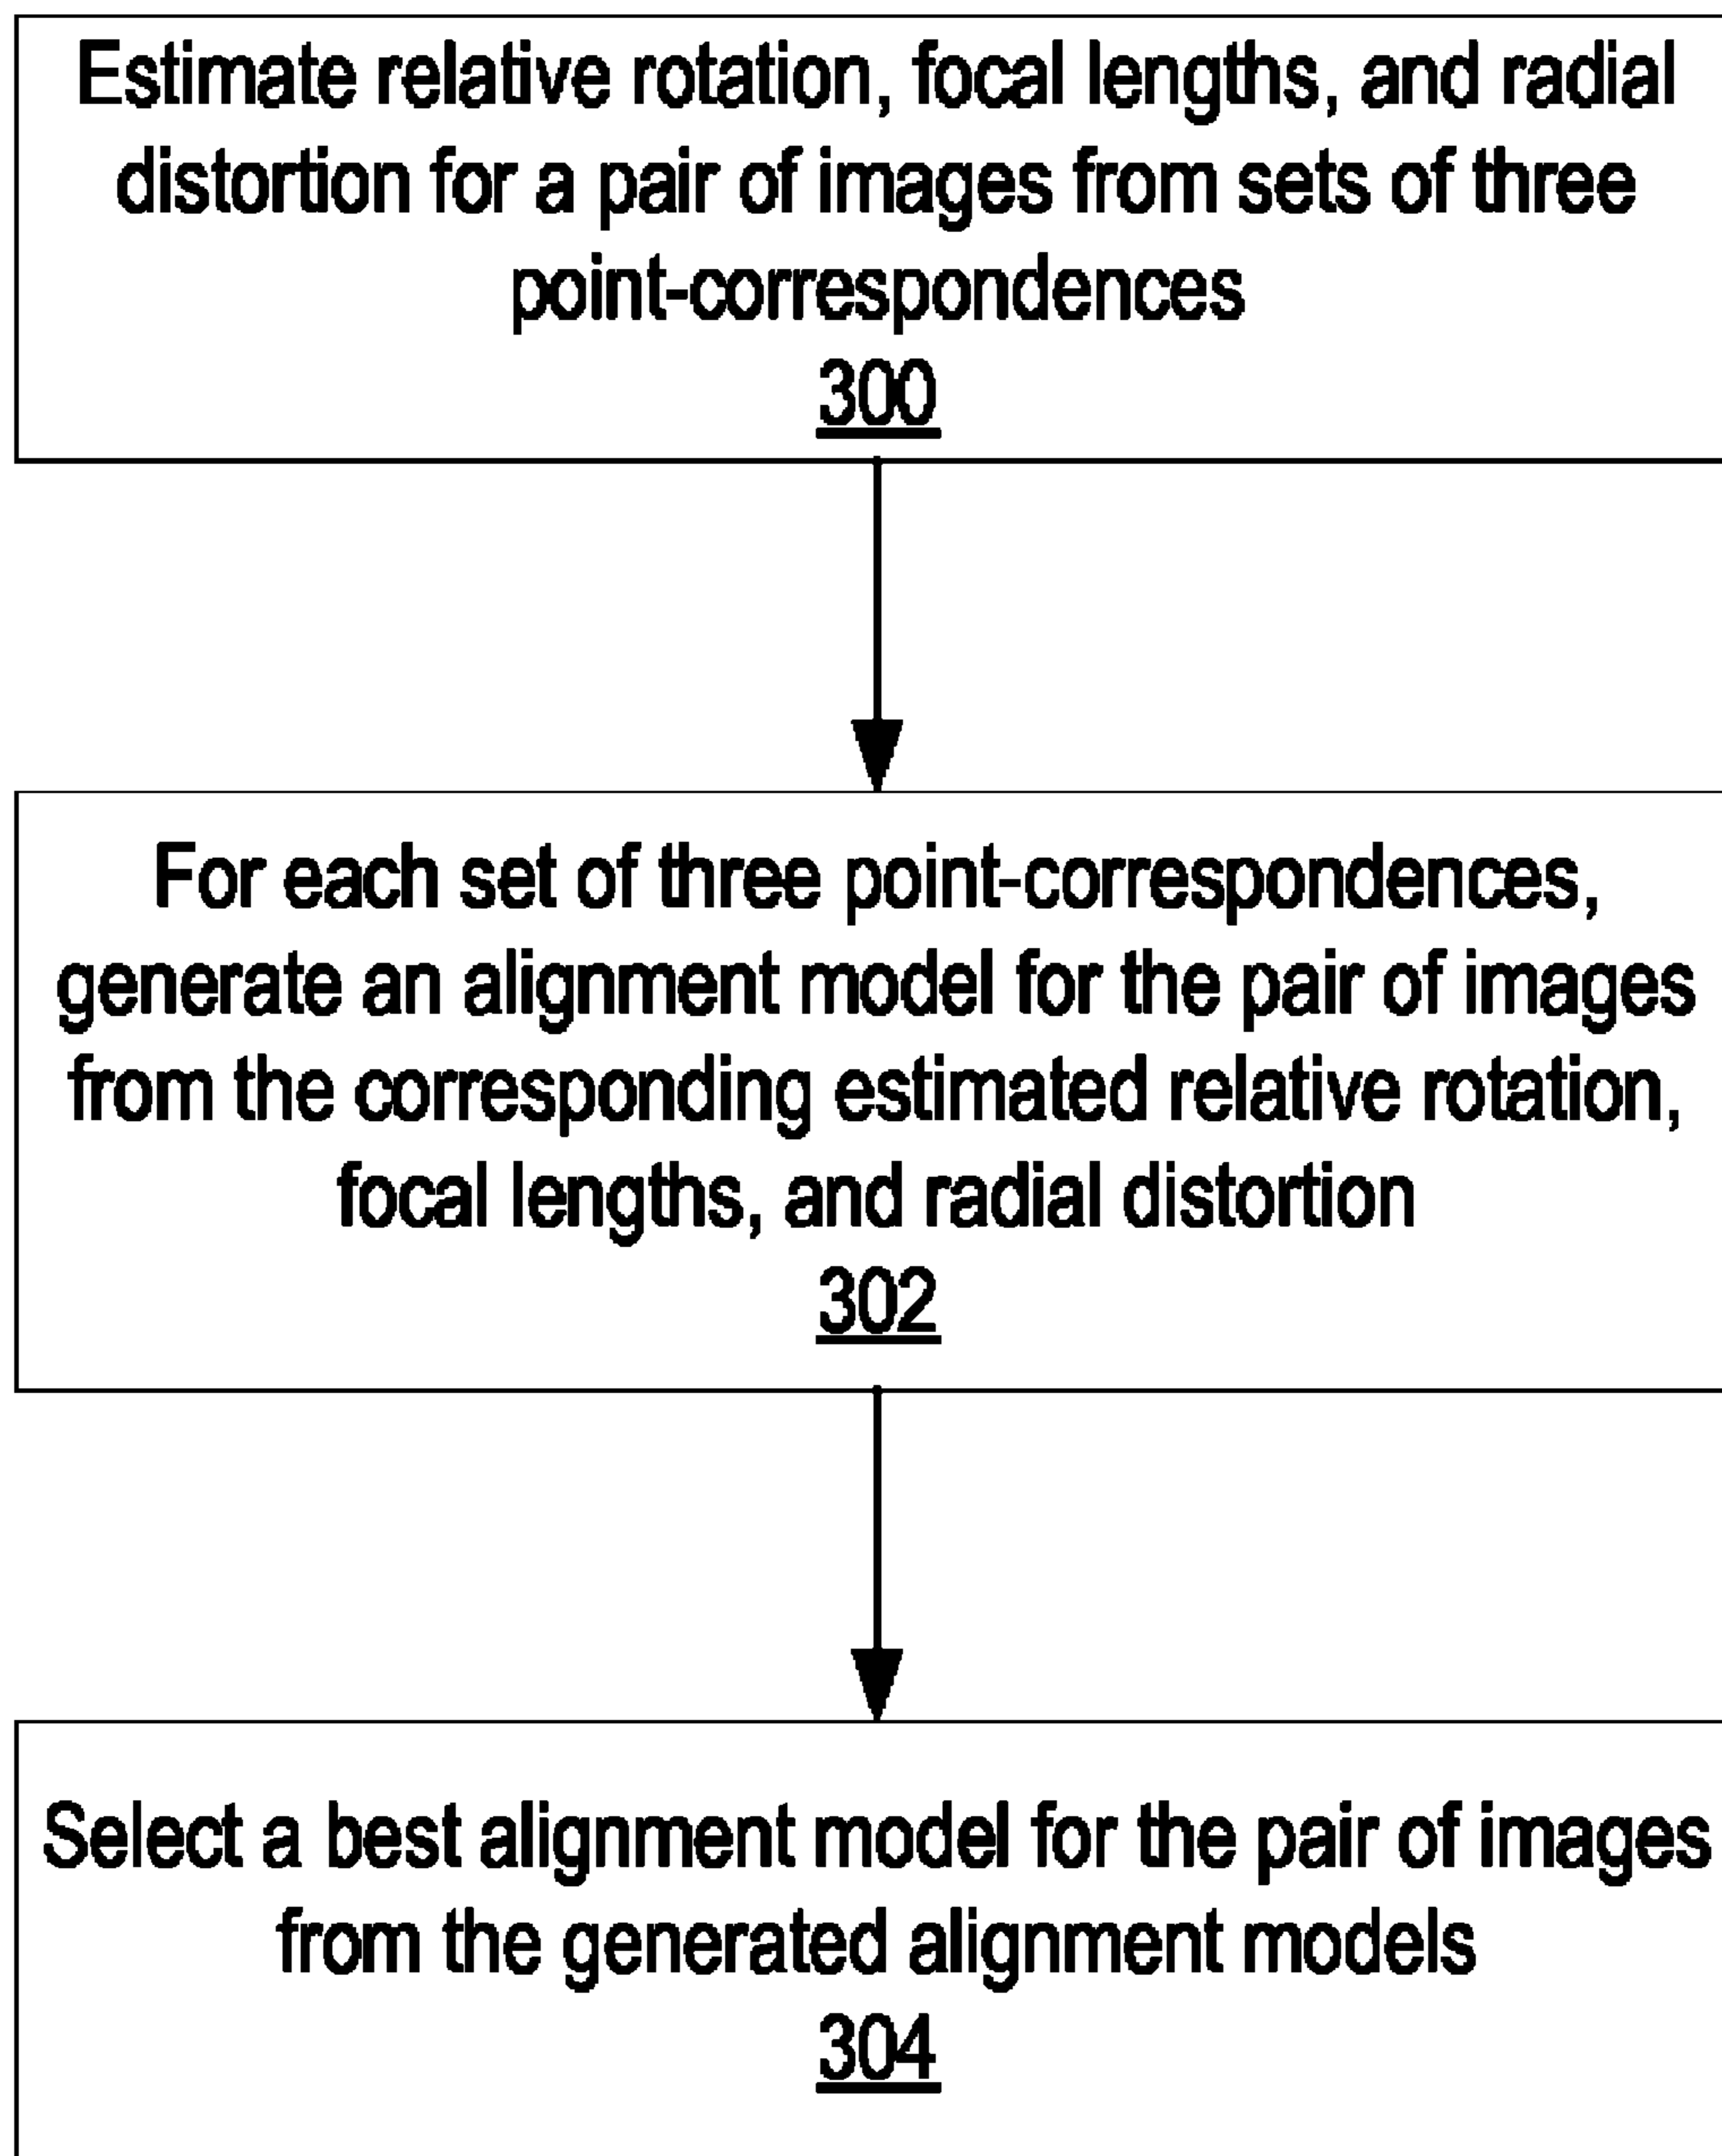 Estimate relative rotation, focal lengths, and radial
distortion for a pair of images from sets of three
point-correspondences
300
For each set of three point-correspondences,
generate an alignment model for the pair of images
from the corresponding estimated relative rotation,
focal lengths, and radial distortion
302
Select a best alignment model for the pair of images
from the generated alignment models
304